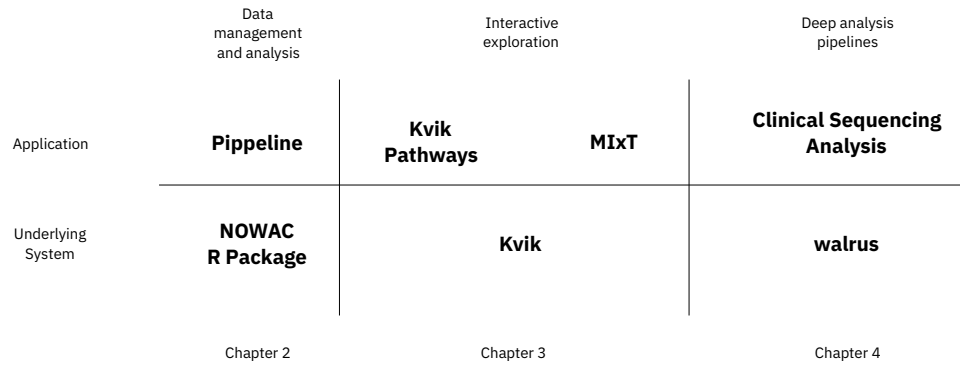 Data
management
and analysis
Interactive
exploration
Deep analysis
pipelines
Application
Pippeline
Kvik
Pathways
MIxT
Clinical Sequencing
Analysis
Underlying
System
NOWAC
R Package
Kvik
walrus
Chapter 2
Chapter 3
Chapter 4